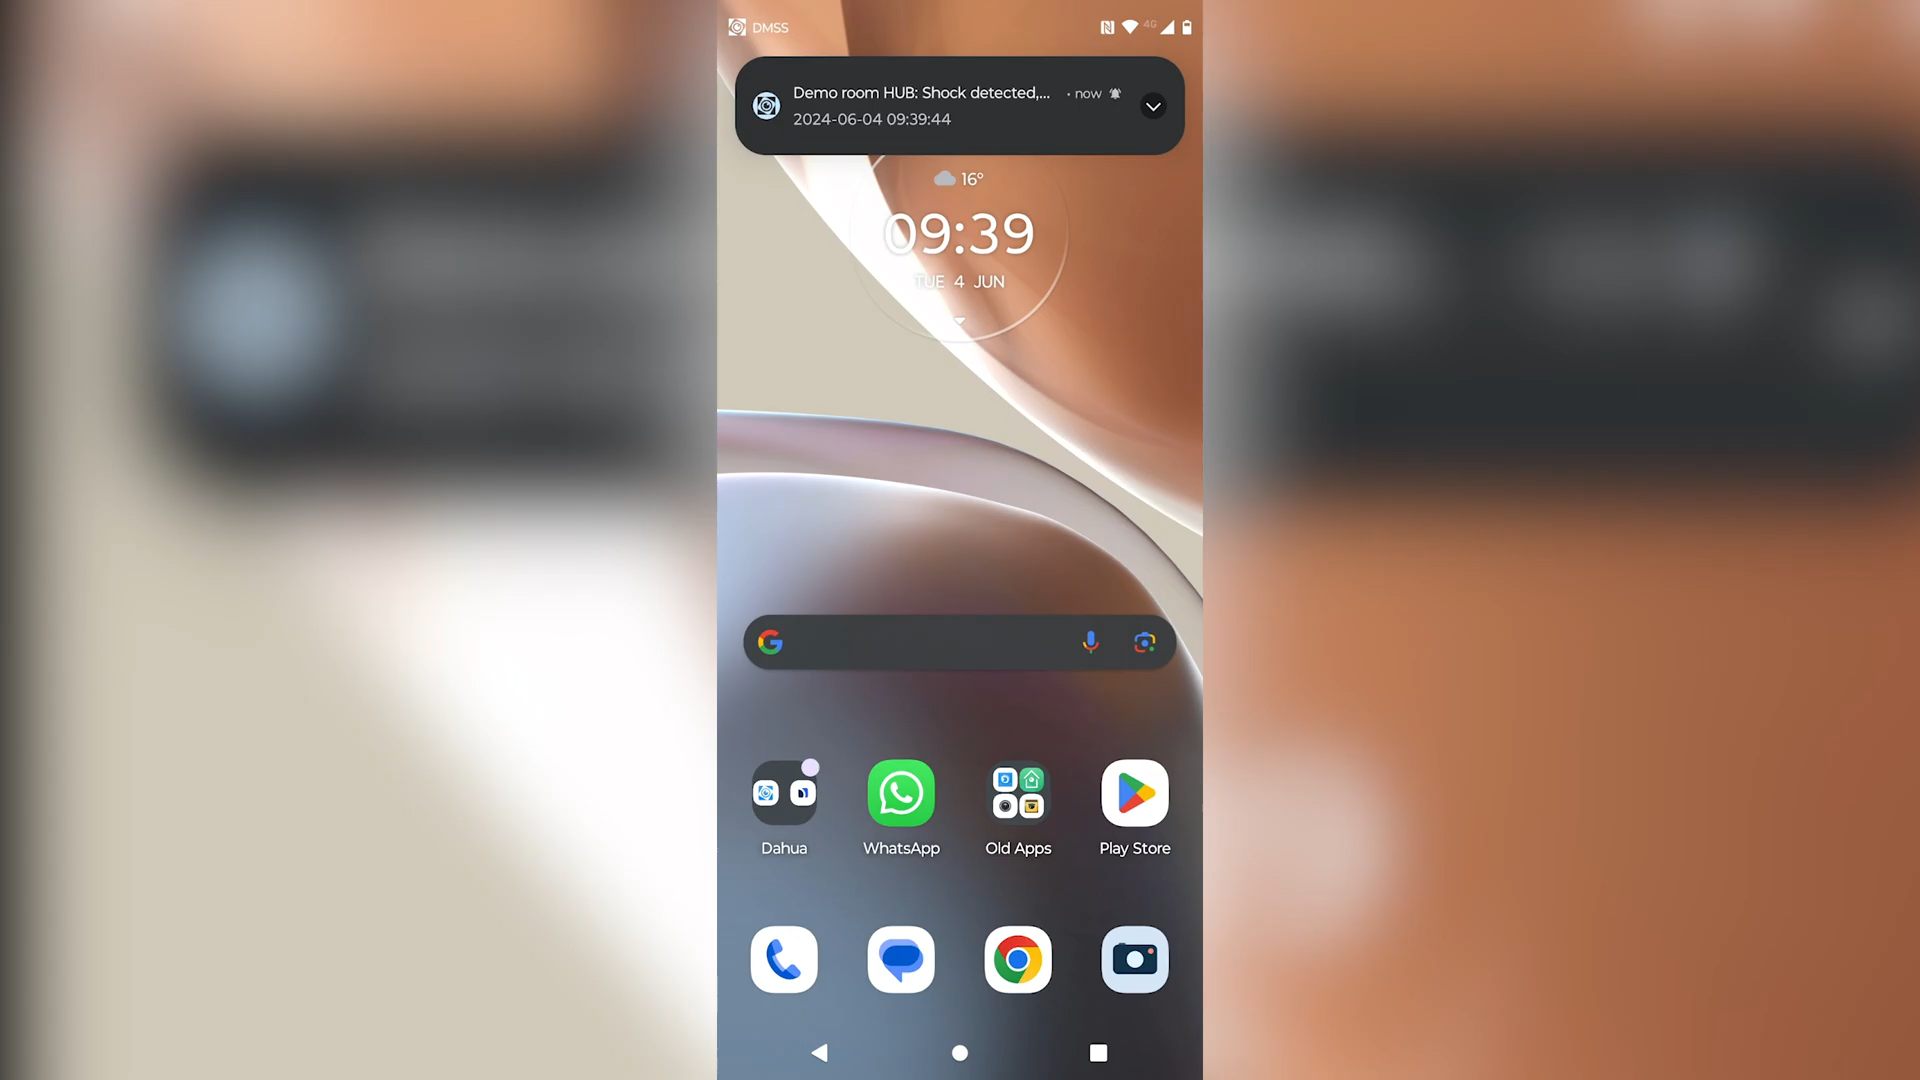 DMSS
4G
Demo room HUB: Shock detected,... • now
2024-06-04 09:39:44
16°
09:39
TUE 4 JUN
Dahua
WhatsApp
Old Apps
Play Store